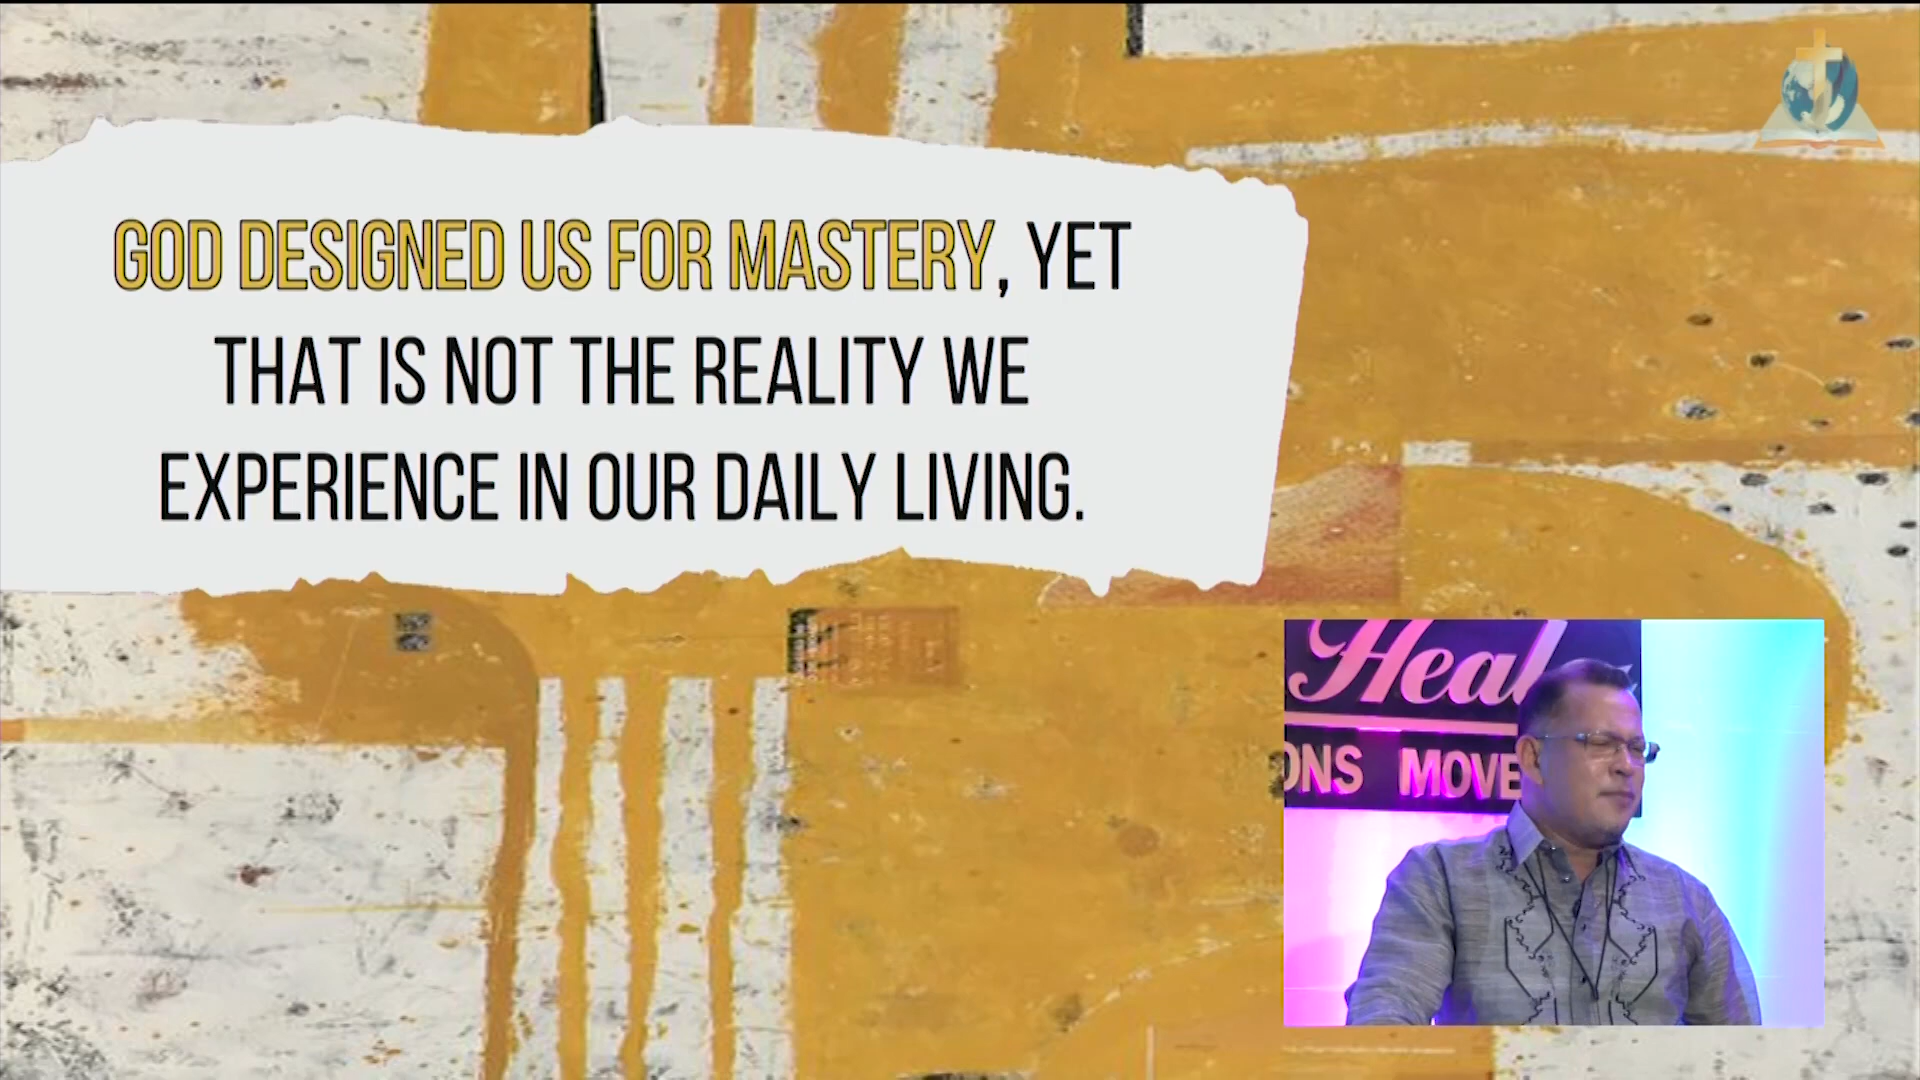 GOD DESIGNED US FOR MASTERY, YET
THAT IS NOT THE REALITY WE
EXPERIENCE IN OUR DAILY LIVING.
Heal
ONS MOVE